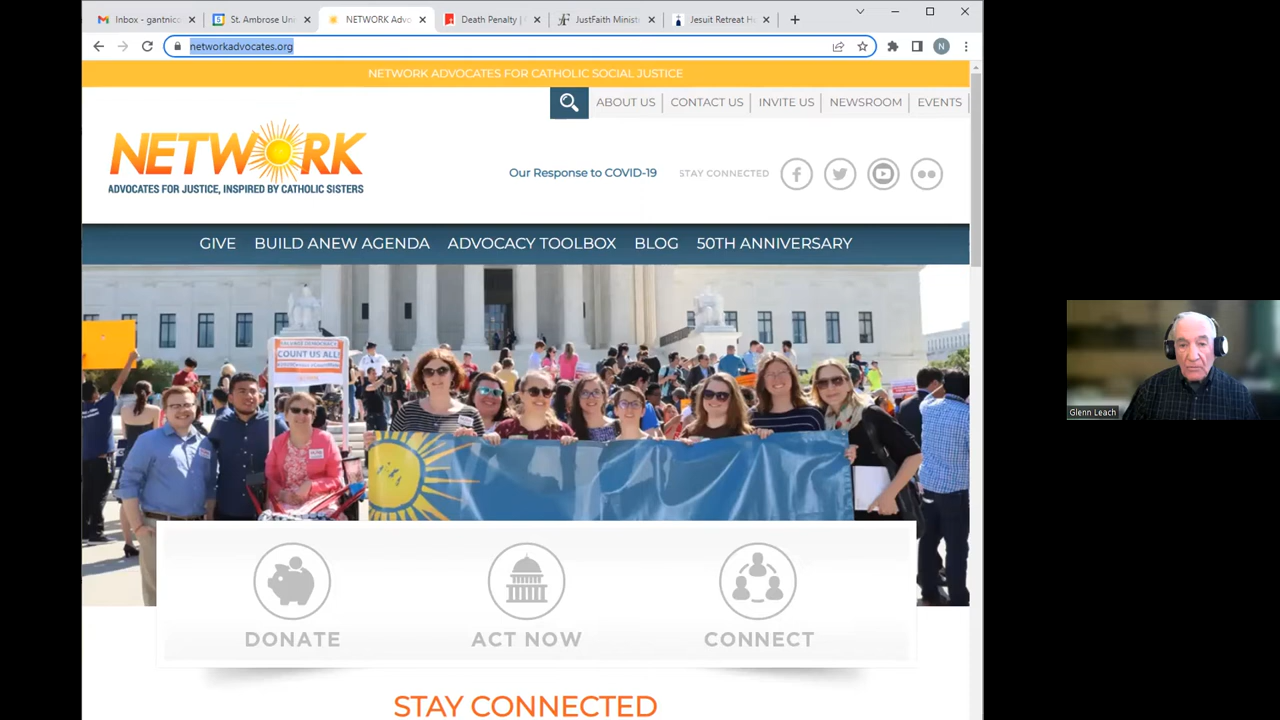 Inbox - gantnico
St. Ambrose Uni
NETWORK Advo
Death Penalty |
JustFaith Minist
Jesuit Retreat H
networkadvocates.org
N
NETWORK ADVOCATES FOR CATHOLIC SOCIAL JUSTICE
ABOUT US
CONTACT US
INVITE US
NEWSROOM
EVENTS
NETWORK
ADVOCATES FOR JUSTICE, INSPIRED BY CATHOLIC SISTERS
Our Response to COVID-19
STAY CONNECTED
GIVE
BUILD ANEW AGENDA
ADVOCACY TOOLBOX
BLOG
50TH ANNIVERSARY
COUNT US ALL!
Glenn Leach
DONATE
ACT NOW
CONNECT
STAY CONNECTED